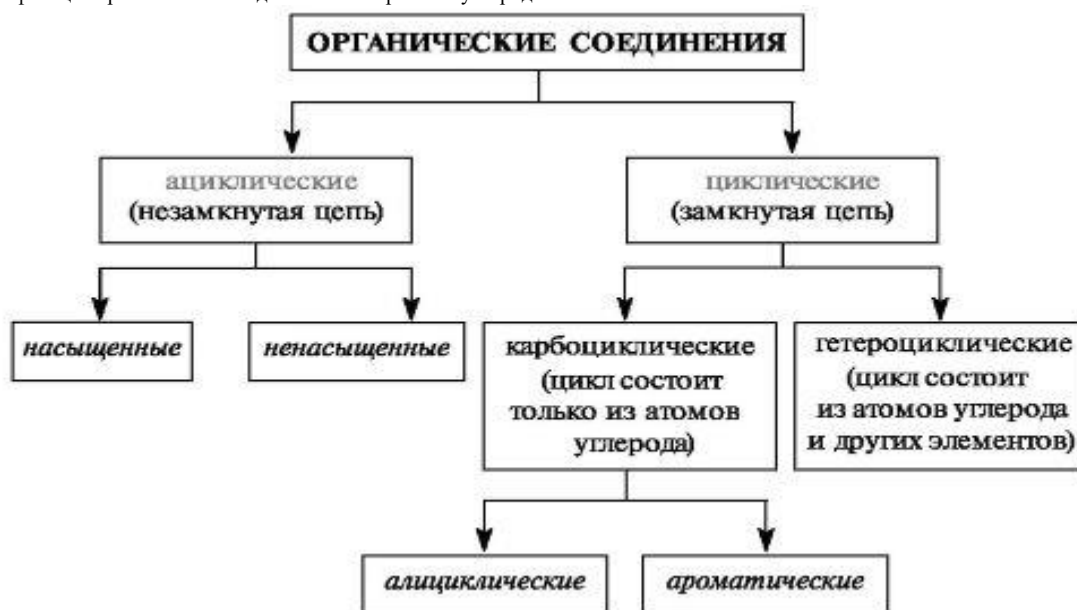 ОРГАНИЧЕСКИЕ СОЕДИНЕНИЯ
ациклические
(незамкнутая цепь)
циклические
(замкнутая цепь)
насыщенные
ненасыщенные
карбоциклические
(цикл состоит
только из атомов
углерода)
гетероциклические
(цикл состоит
из атомов углерода
и других элементов)
алициклические
ароматические